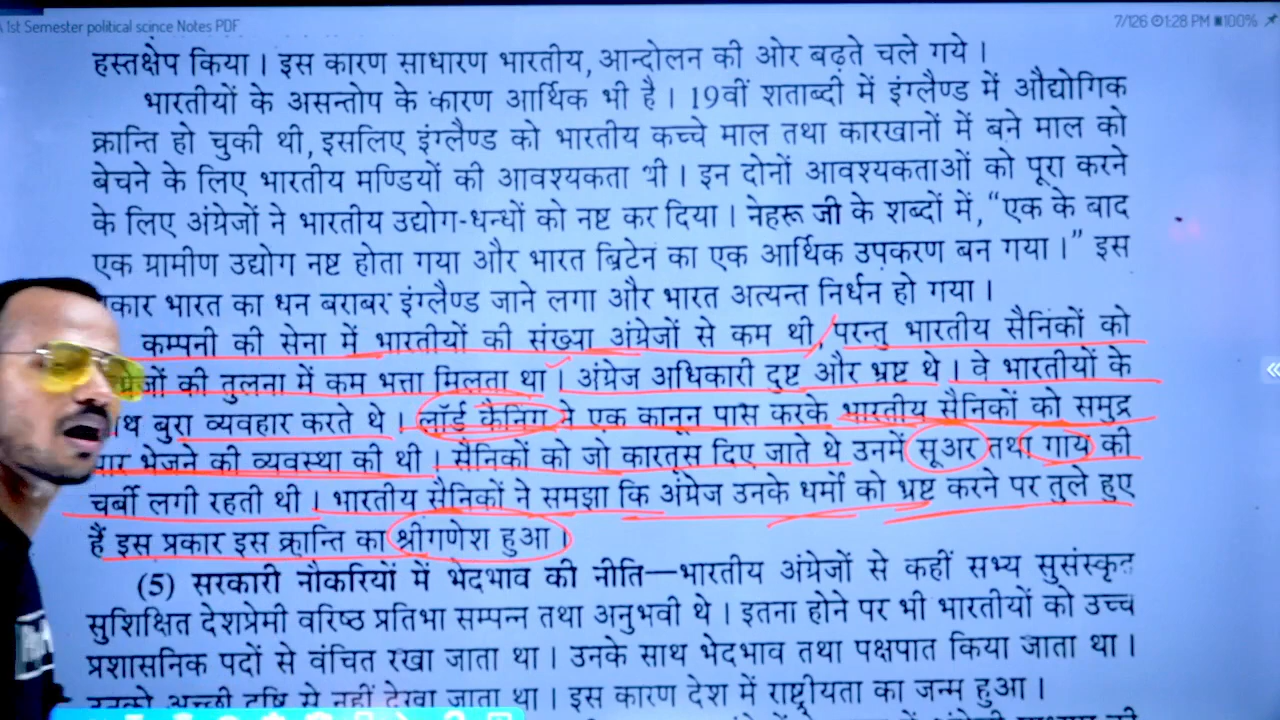 A 1st Semester political scince Notes PDF
7/126 1:28 PM 100%
हस्तक्षेप किया। इस कारण साधारण भारतीय, आन्दोलन की ओर बढ़ते चले गये।
भारतीयों के असन्तोप के कारण आर्थिक भी है। 19वीं शताब्दी में इंग्लैण्ड में औद्योगिक
क्रान्ति हो चुकी थी, इसलिए इंग्लैण्ड को भारतीय कच्चे माल तथा कारखानों में बने माल को
बेचने के लिए भारतीय मण्डियों की आवश्यकता थी। इन दोनों आवश्यकताओं को पूरा करने
के लिए अंग्रेजों ने भारतीय उद्योग-धन्धों को नष्ट कर दिया। नेहरू जी के शब्दों में, “एक के बाद
एक ग्रामीण उद्योग नष्ट होता गया और भारत ब्रिटेन का एक आर्थिक उपकरण बन गया।” इस
कार भारत का धन बराबर इंग्लैण्ड जाने लगा और भारत अत्यन्त निर्धन हो गया।
कम्पनी की सेना में भारतीयों की संख्या अंग्रेजों से कम थी, परन्तु भारतीय सैनिकों को
की तुलना में कम भत्ता मिलता था। अंग्रेज अधिकारी दुष्ट और भ्रष्ट थे। वे भारतीयों के
बुरा व्यवहार करते थे। लॉर्ड कैनिंग ने एक कानून पास करके भारतीय सैनिकों को समुद्र
पार भेजने की व्यवस्था की थी। सैनिकों को जो कारतूस दिए जाते थे उनमें सूअर तथा गाय की
चर्बी लगी रहती थी। भारतीय सैनिकों ने समझा कि अंग्रेज उनके धर्मो को भ्रष्ट करने पर तुले हुए
हैं इस प्रकार इस क्रान्ति का श्रीगणेश हुआ।
(5) सरकारी नौकरियों में भेदभाव की नीति—भारतीय अंग्रेजों से कहीं सभ्य सुसंस्कृत
सुशिक्षित देशप्रेमी वरिष्ठ प्रतिभा सम्पन्न तथा अनुभवी थे। इतना होने पर भी भारतीयों को उच्च
प्रशासनिक पदों से वंचित रखा जाता था। उनके साथ भेदभाव तथा पक्षपात किया जाता था।
उनको अच्छी दृष्टि से नहीं देखा जाता था। इस कारण देश में राष्ट्रीयता का जन्म हुआ।